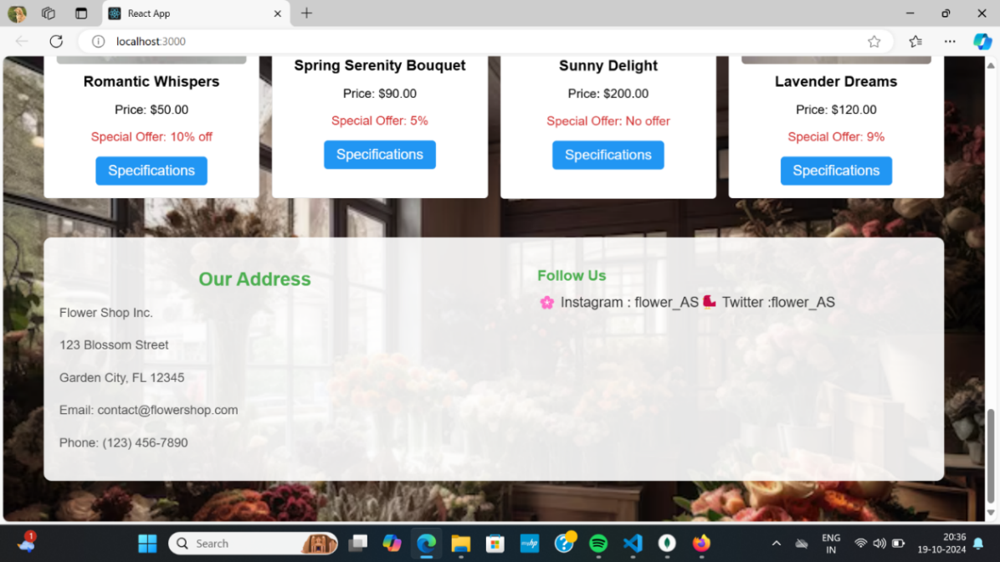 React App
localhost:3000
Romantic Whispers
Price: $50.00
Special Offer: 10% off
Specifications
Spring Serenity Bouquet
Price: $90.00
Special Offer: 5%
Specifications
Sunny Delight
Price: $200.00
Special Offer: No offer
Specifications
Lavender Dreams
Price: $120.00
Special Offer: 9%
Specifications
Our Address
Flower Shop Inc.
123 Blossom Street
Garden City, FL 12345
Email: contact@flowershop.com
Phone: (123) 456-7890
Follow Us
Instagram : flower_AS Twitter :flower_AS
1
Search
myhp
ENG
IN
20:36
19-10-2024